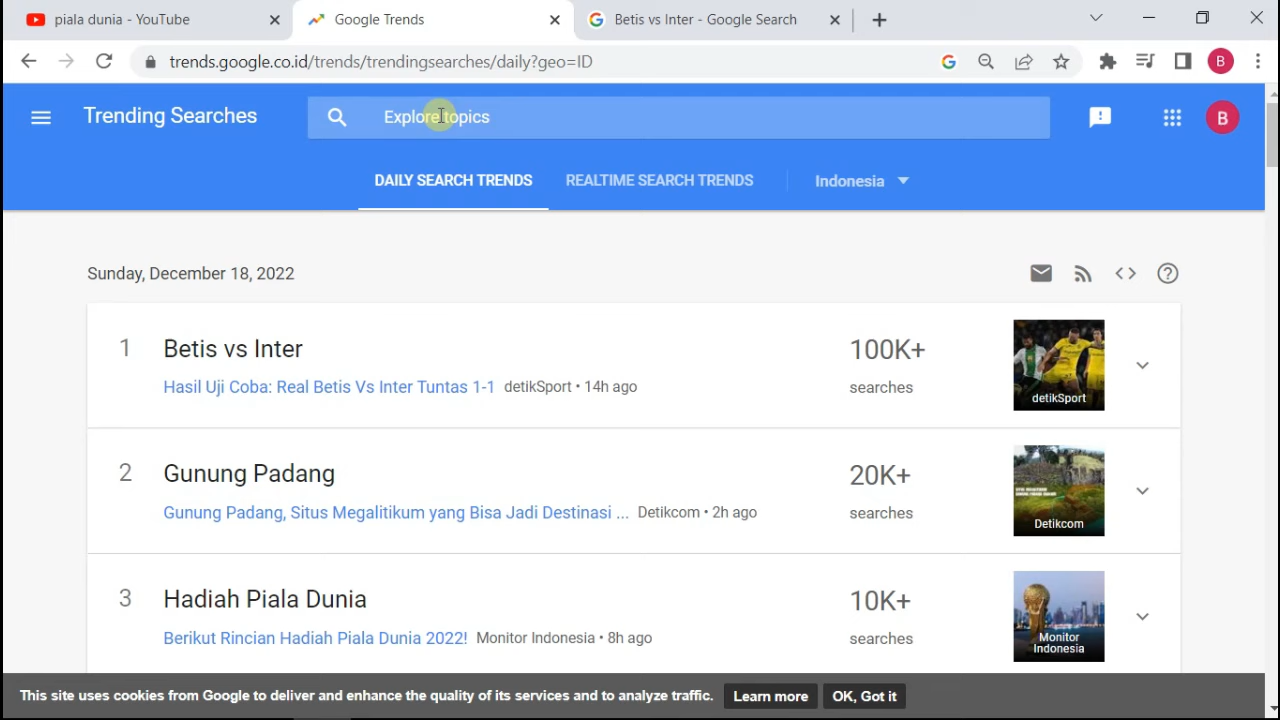 piala dunia - YouTube
Google Trends
Betis vs Inter - Google Search
trends.google.co.id/trends/trendingsearches/daily?geo=ID
B
Trending Searches
Explore topics
B
DAILY SEARCH TRENDS
REALTIME SEARCH TRENDS
Indonesia
Sunday, December 18, 2022
1
Betis vs Inter
100K+
Hasil Uji Coba: Real Betis Vs Inter Tuntas 1-1 detikSport • 14h ago
searches
detikSport
2
Gunung Padang
20K+
Gunung Padang, Situs Megalitikum yang Bisa Jadi Destinasi ... Detikcom • 2h ago
searches
Detikcom
3
Hadiah Piala Dunia
10K+
Berikut Rincian Hadiah Piala Dunia 2022! Monitor Indonesia • 8h ago
searches
Monitor
Indonesia
This site uses cookies from Google to deliver and enhance the quality of its services and to analyze traffic.
Learn more
OK, Got it